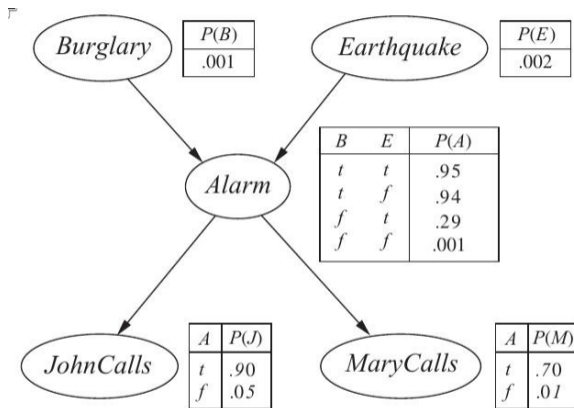 Burglary
P(B)
.001
Earthquake
P(E)
.002
B E P(A)
t t .95
t f .94
f t .29
f f .001
Alarm
JohnCalls
A P(J)
t .90
f .05
MaryCalls
A P(M)
t .70
f .01